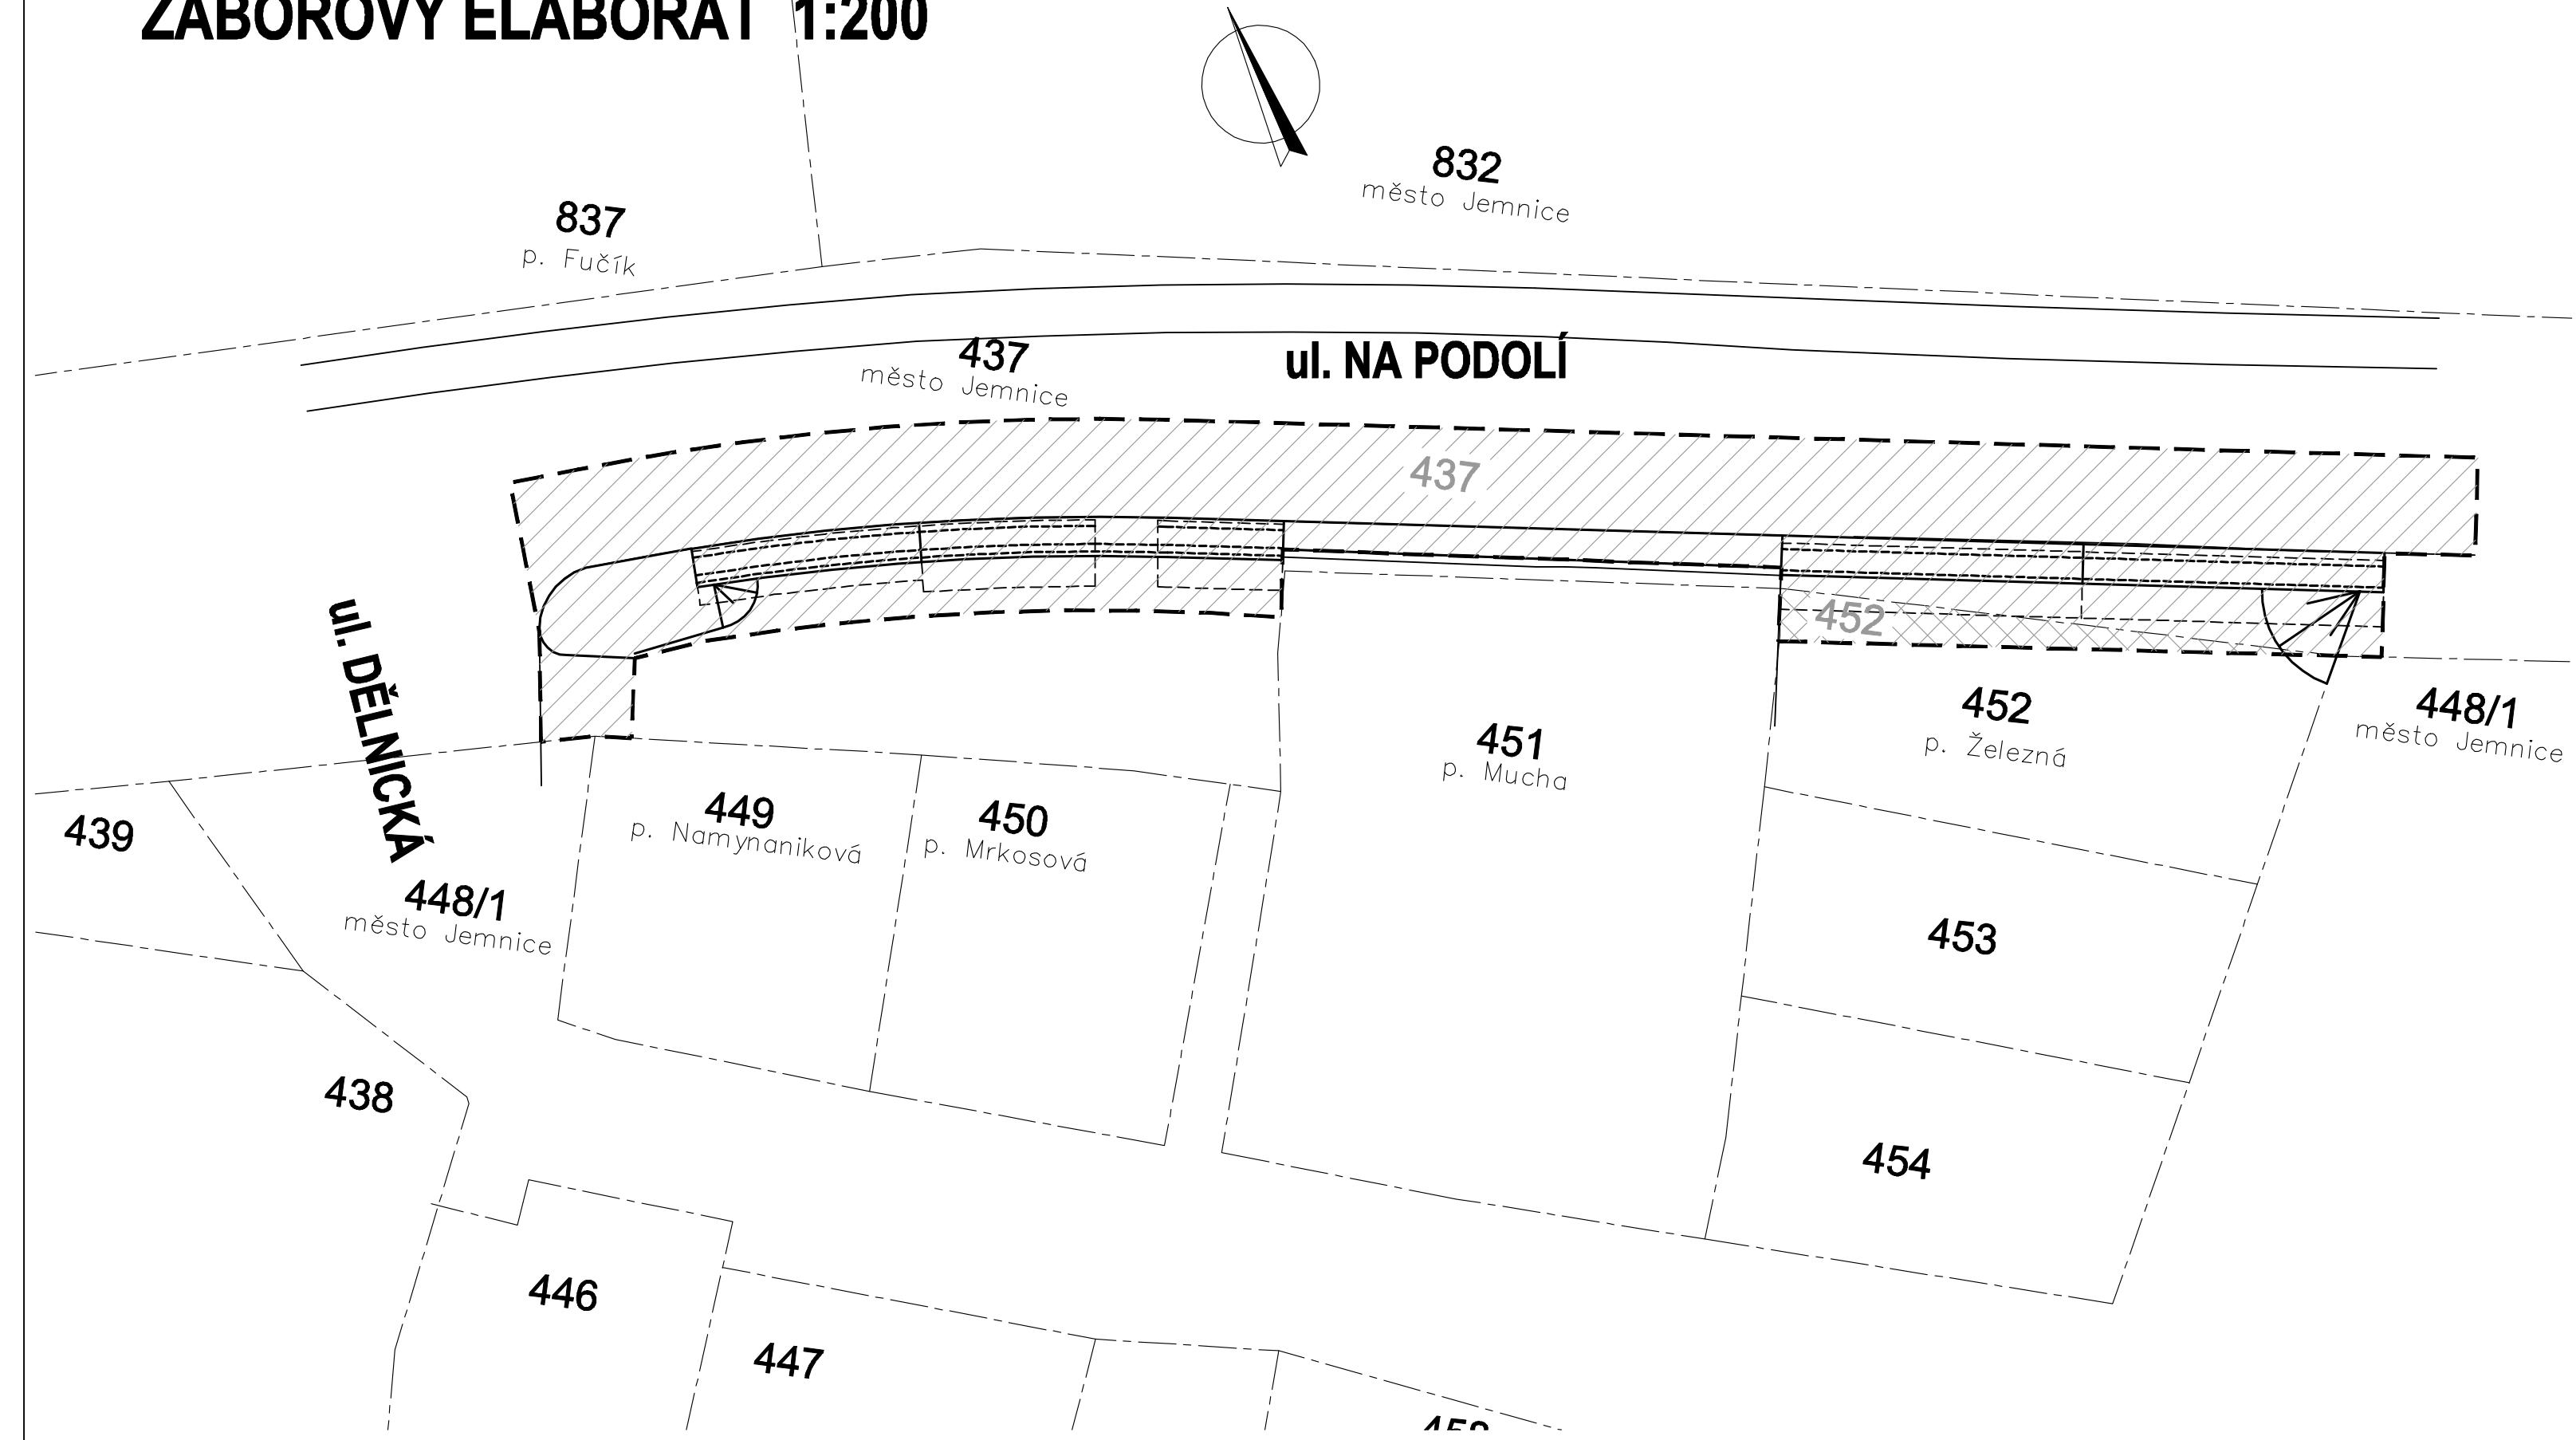 ZÁBOROVÝ ELABORÁT 1:200
832
město Jemnice
837
p. Fučík
437
město Jemnice
ul. NA PODOLÍ
437
452
ul. DĚLNICKÁ
452
p. Železná
448/1
město Jemnice
451
p. Mucha
449
p. Namynaniková
450
p. Mrkosová
439
448/1
město Jemnice
453
438
454
446
447